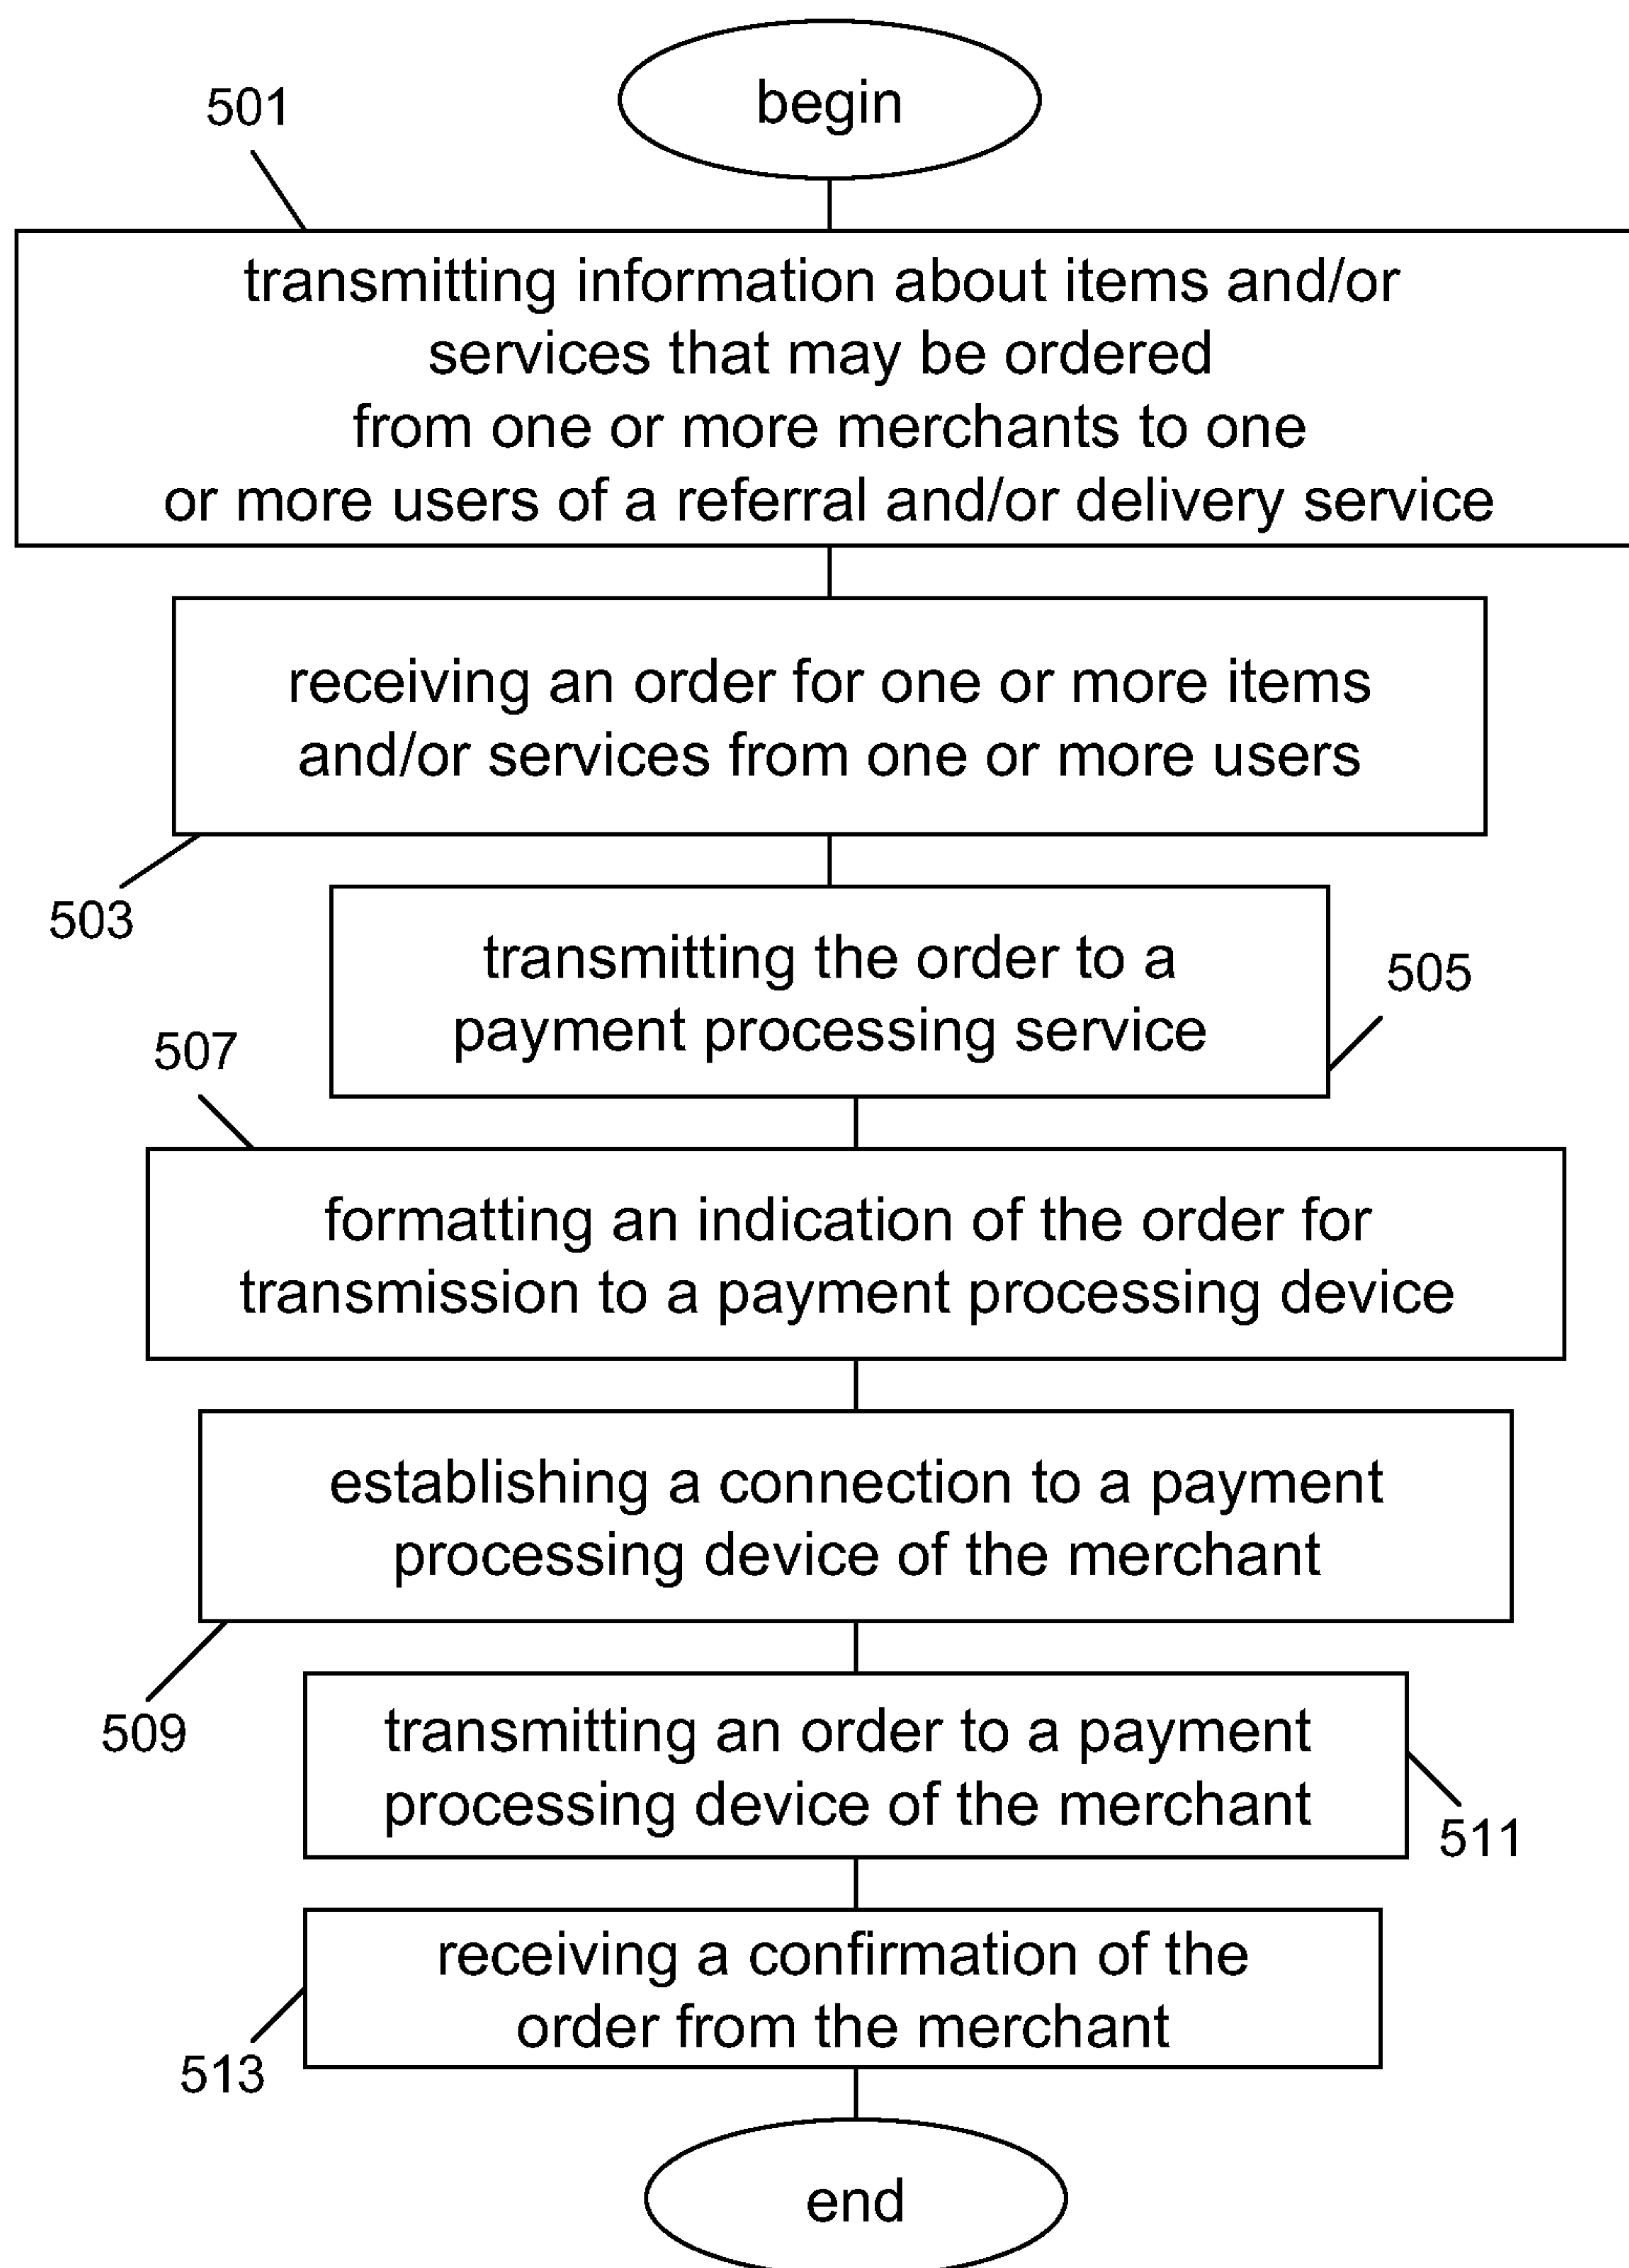 begin
501
transmitting information about items and/or
services that may be ordered
from one or more merchants to one
or more users of a referral and/or delivery service
receiving an order for one or more items
and/or services from one or more users
503
transmitting the order to a
payment processing service
505
507
formatting an indication of the order for
transmission to a payment processing device
establishing a connection to a payment
processing device of the merchant
509
transmitting an order to a payment
processing device of the merchant
511
receiving a confirmation of the
order from the merchant
513
end